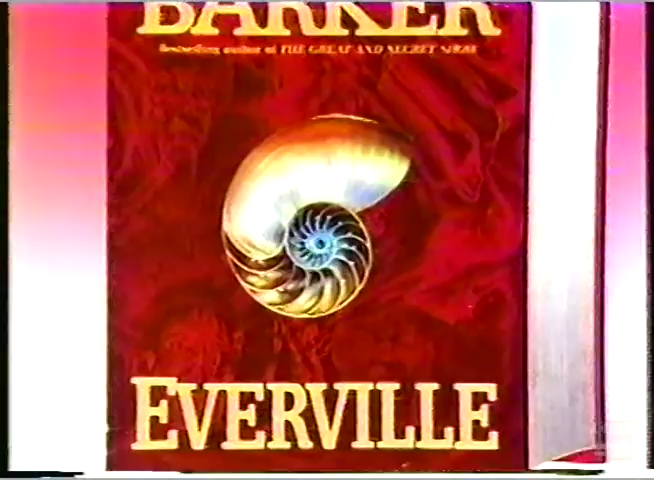 BARKER
Bestselling author of THE GREAT AND SECRET SHOW
EVERVILLE